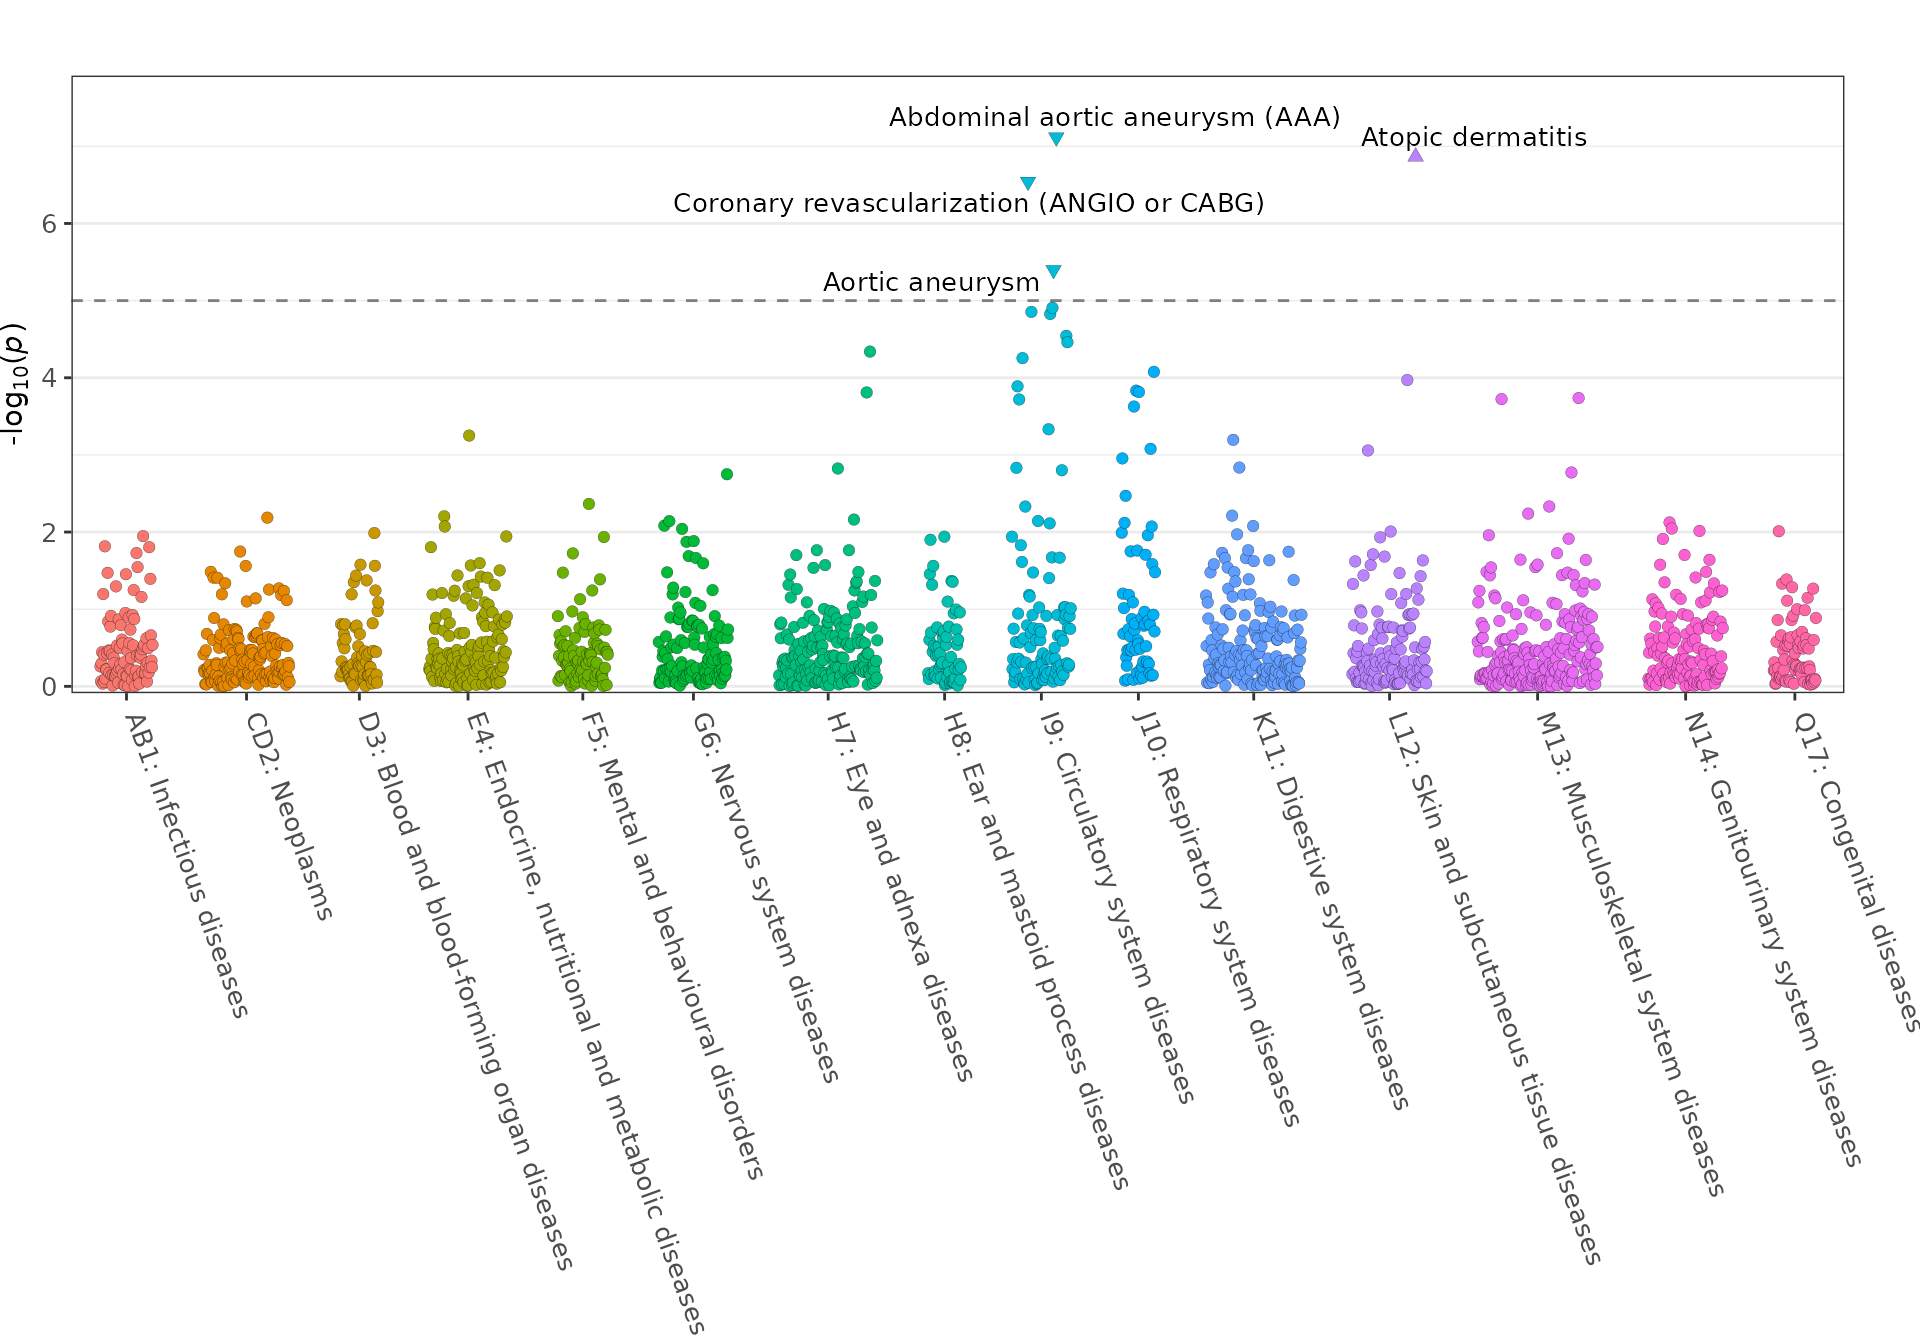 Abdominal aortic aneurysm (AAA)
Atopic dermatitis
Coronary revascularization (ANGIO or CABG)
Aortic aneurysm
6
4
2
0
-log10(p)
AB1: Infectious diseases
CD2: Neoplasms
D3: Blood and blood-forming organ diseases
E4: Endocrine, nutritional and metabolic diseases
F5: Mental and behavioural disorders
G6: Nervous system diseases
H7: Eye and adnexa diseases
H8: Ear and mastoid process diseases
I9: Circulatory system diseases
J10: Respiratory system diseases
K11: Digestive system diseases
L12: Skin and subcutaneous tissue diseases
M13: Musculoskeletal system diseases
N14: Genitourinary system diseases
Q17: Congenital diseases